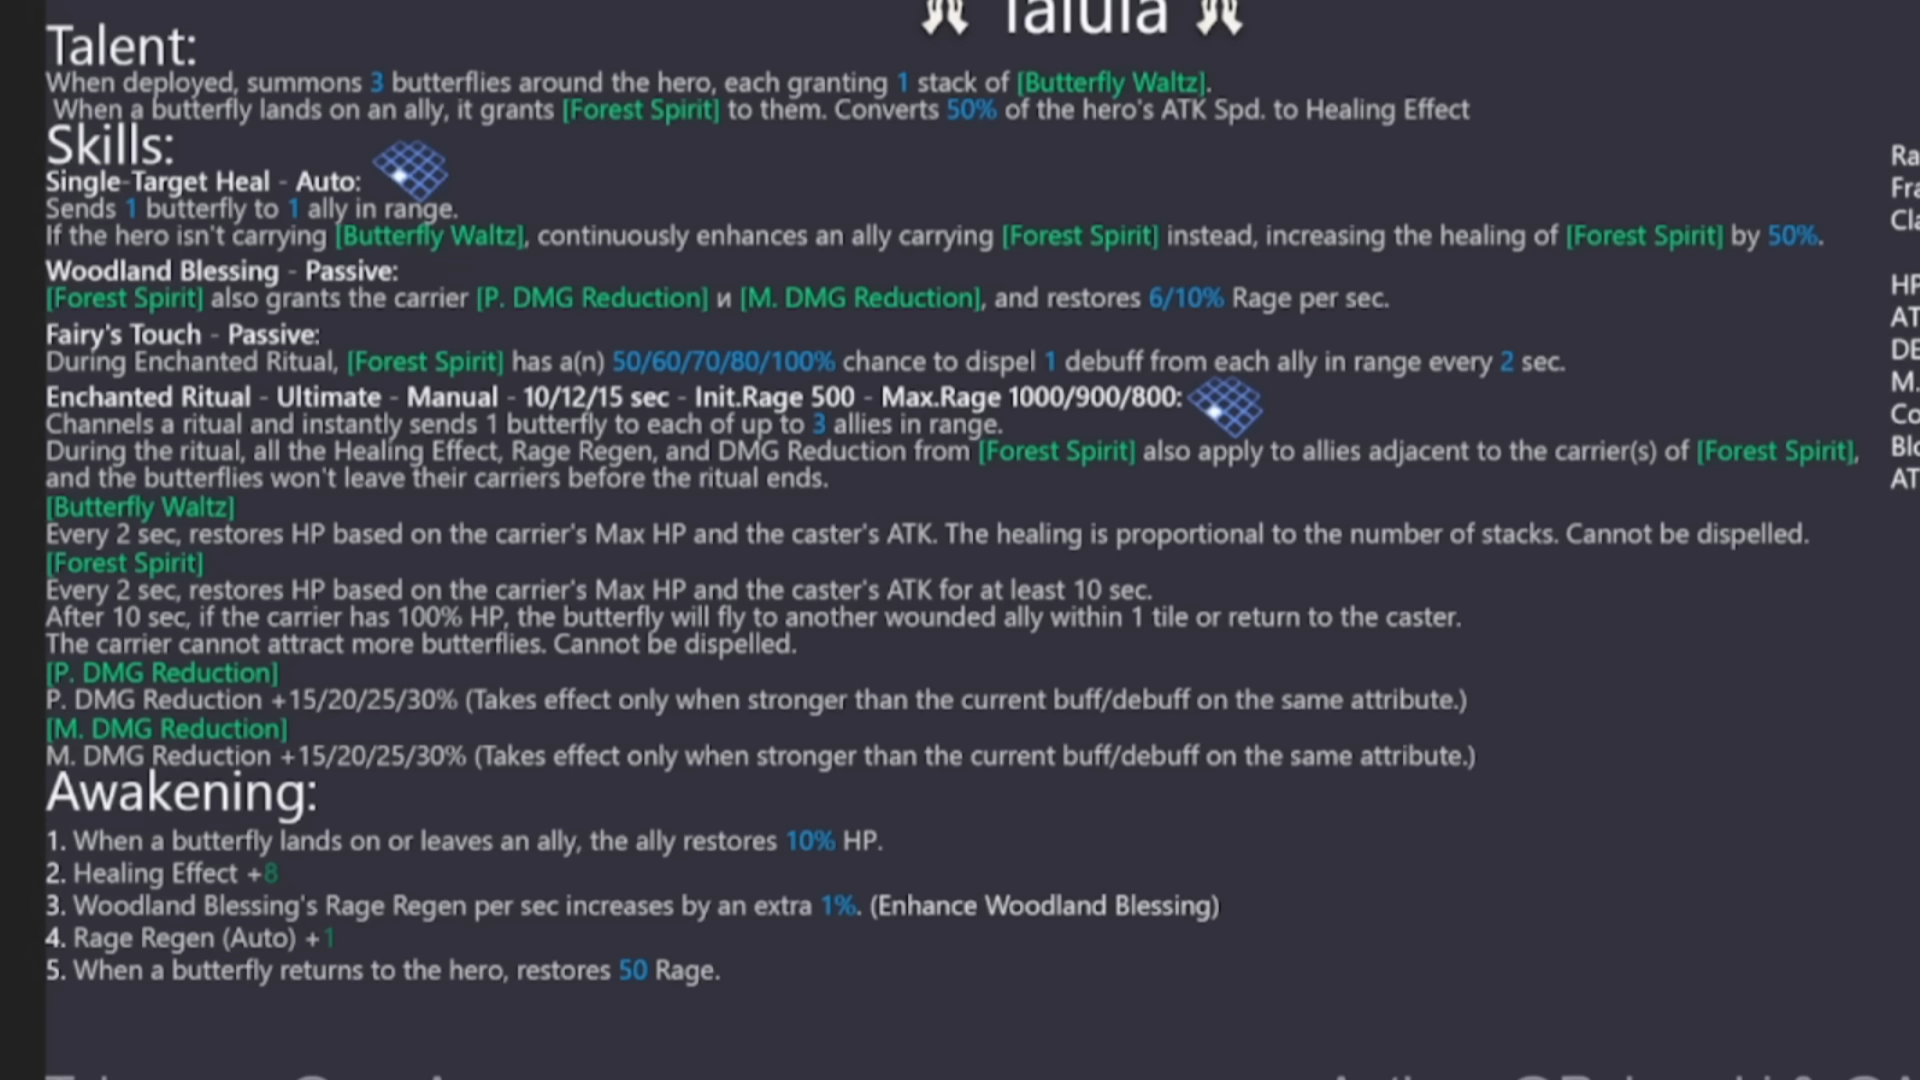 Talula
Talent:
When deployed, summons 3 butterflies around the hero, each granting 1 stack of [Butterfly Waltz].
When a butterfly lands on an ally, it grants [Forest Spirit] to them. Converts 50% of the hero's ATK Spd. to Healing Effect
Skills:
Single-Target Heal - Auto:
Sends 1 butterfly to 1 ally in range.
If the hero isn't carrying [Butterfly Waltz], continuously enhances an ally carrying [Forest Spirit] instead, increasing the healing of [Forest Spirit] by 50%.
Woodland Blessing - Passive:
[Forest Spirit] also grants the carrier [P. DMG Reduction] и [M. DMG Reduction], and restores 6/10% Rage per sec.
Fairy's Touch - Passive:
During Enchanted Ritual, [Forest Spirit] has a(n) 50/60/70/80/100% chance to dispel 1 debuff from each ally in range every 2 sec.
Enchanted Ritual - Ultimate - Manual - 10/12/15 sec - Init.Rage 500 - Max.Rage 1000/900/800:
Channels a ritual and instantly sends 1 butterfly to each of up to 3 allies in range.
During the ritual, all the Healing Effect, Rage Regen, and DMG Reduction from [Forest Spirit] also apply to allies adjacent to the carrier(s) of [Forest Spirit],
and the butterflies won't leave their carriers before the ritual ends.
[Butterfly Waltz]
Every 2 sec, restores HP based on the carrier's Max HP and the caster's ATK. The healing is proportional to the number of stacks. Cannot be dispelled.
[Forest Spirit]
Every 2 sec, restores HP based on the carrier's Max HP and the caster's ATK for at least 10 sec.
After 10 sec, if the carrier has 100% HP, the butterfly will fly to another wounded ally within 1 tile or return to the caster.
The carrier cannot attract more butterflies. Cannot be dispelled.
[P. DMG Reduction]
P. DMG Reduction +15/20/25/30% (Takes effect only when stronger than the current buff/debuff on the same attribute.)
[M. DMG Reduction]
M. DMG Reduction +15/20/25/30% (Takes effect only when stronger than the current buff/debuff on the same attribute.)
Awakening:
1. When a butterfly lands on or leaves an ally, the ally restores 10% HP.
2. Healing Effect +8
3. Woodland Blessing's Rage Regen per sec increases by an extra 1%. (Enhance Woodland Blessing)
4. Rage Regen (Auto) +1
5. When a butterfly returns to the hero, restores 50 Rage.
Ra
Fra
Cla
HP
AT
DE
M.
Co
Blo
AT